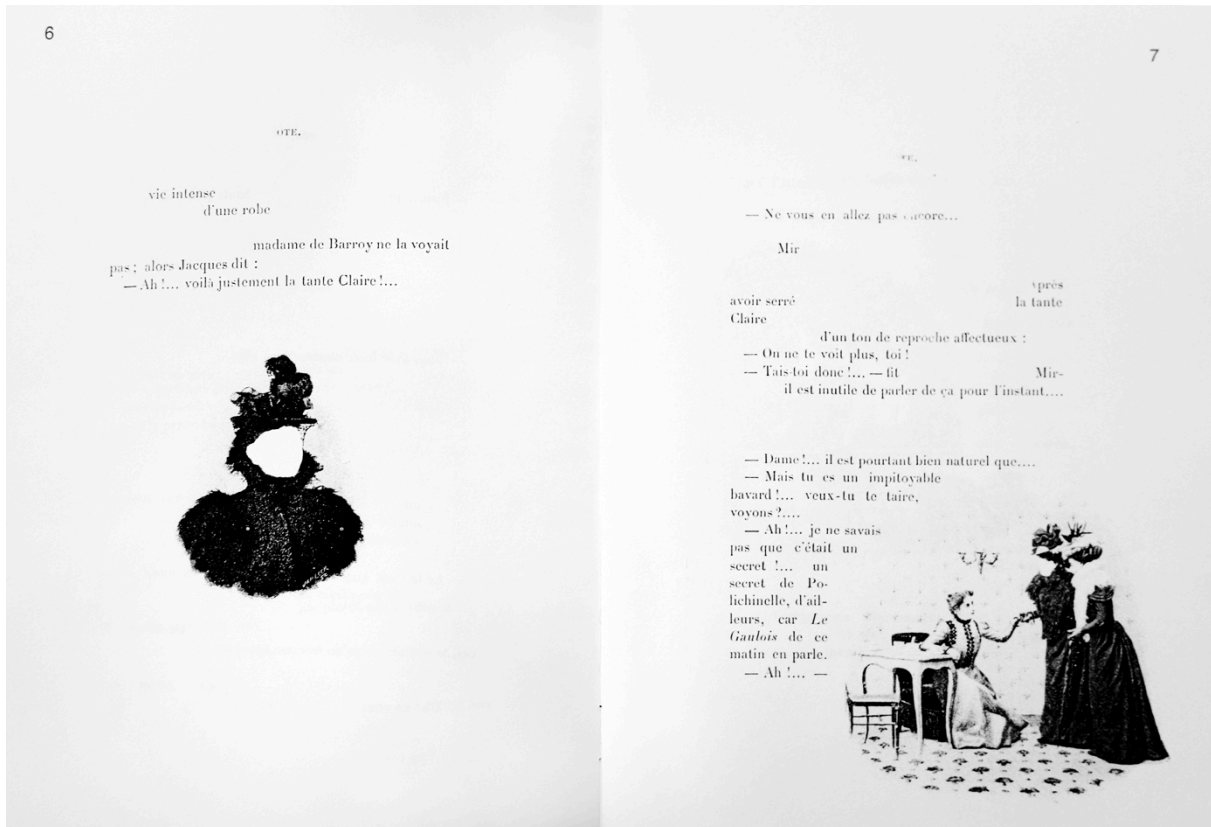 6
OTE.
vie intense
d'une robe
madame de Barroy ne la voyait
pas ; alors Jacques dit :
— Ah !... voilà justement la tante Claire !...
7
TE.
— Ne vous en allez pas encore...
Mir
après
avoir serré la tante
Claire
d'un ton de reproche affectueux :
— On ne te voit plus, toi !
— Tais-toi donc !... — fit Mir-
il est inutile de parler de ça pour l'instant....
— Dame !... il est pourtant bien naturel que....
— Mais tu es un impitoyable
bavard !... veux-tu te taire,
voyons ?....
— Ah !... je ne savais
pas que c'était un
secret !... un
secret de Po-
lichinelle, d'ail-
leurs, car Le
Gaulois de ce
matin en parle.
— Ah !... —